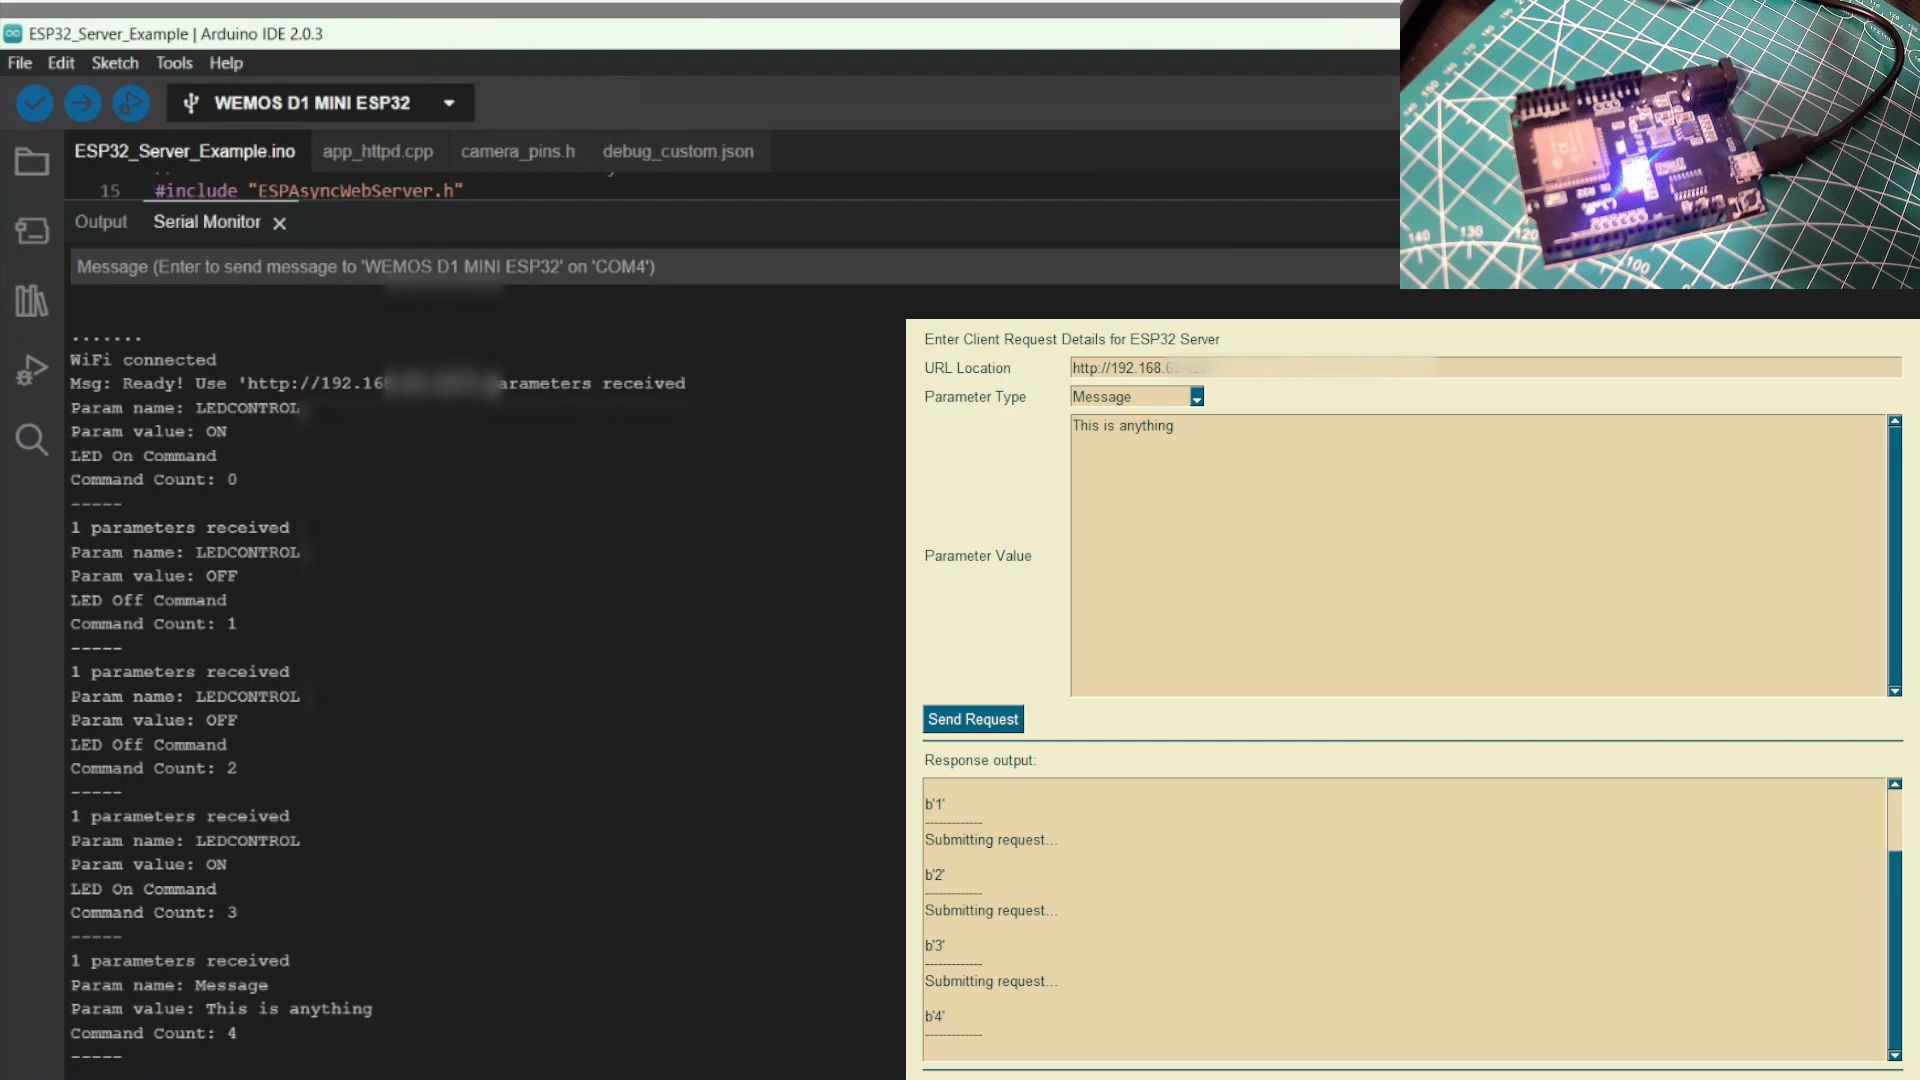 ESP32_Server_Example | Arduino IDE 2.0.3
File Edit Sketch Tools Help
WEMOS D1 MINI ESP32
ESP32_Server_Example.ino app_httpd.cpp camera_pins.h debug_custom.json
15 #include "ESPAsyncWebServer.h"
Output Serial Monitor
Message (Enter to send message to 'WEMOS D1 MINI ESP32' on 'COM4')
.......
WiFi connected
Msg: Ready! Use 'http://192.168 arameters received
Param name: LEDCONTROL
Param value: ON
LED On Command
Command Count: 0
-----
1 parameters received
Param name: LEDCONTROL
Param value: OFF
LED Off Command
Command Count: 1
-----
1 parameters received
Param name: LEDCONTROL
Param value: OFF
LED Off Command
Command Count: 2
-----
1 parameters received
Param name: LEDCONTROL
Param value: ON
LED On Command
Command Count: 3
-----
1 parameters received
Param name: Message
Param value: This is anything
Command Count: 4
-----
140 130 120 100
Enter Client Request Details for ESP32 Server
URL Location http://192.168.6
Parameter Type Message
This is anything
Parameter Value
Send Request
Response output:
b'1'
-------------
Submitting request...
b'2'
-------------
Submitting request...
b'3'
-------------
Submitting request...
b'4'
-------------